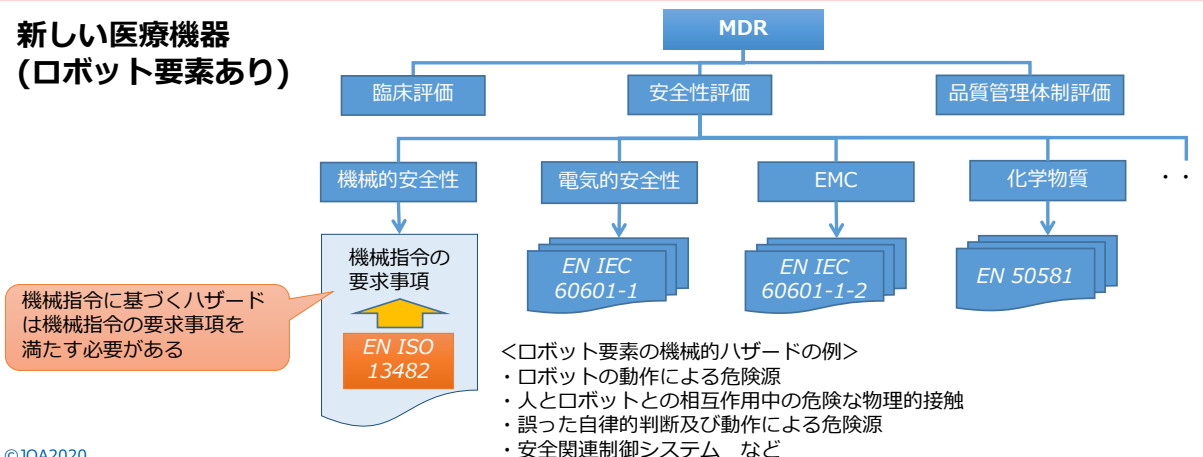 新しい医療機器
(ロボット要素あり)
MDR
臨床評価
安全性評価
品質管理体制評価
機械的安全性
電気的安全性
EMC
化学物質
・・
機械指令の
要求事項
EN ISO
13482
EN IEC
60601-1
EN IEC
60601-1-2
EN 50581
機械指令に基づくハザード
は機械指令の要求事項を
満たす必要がある
＜ロボット要素の機械的ハザードの例＞
・ロボットの動作による危険源
・人とロボットとの相互作用中の危険な物理的接触
・誤った自律的判断及び動作による危険源
・安全関連制御システム　など
©JQA2020